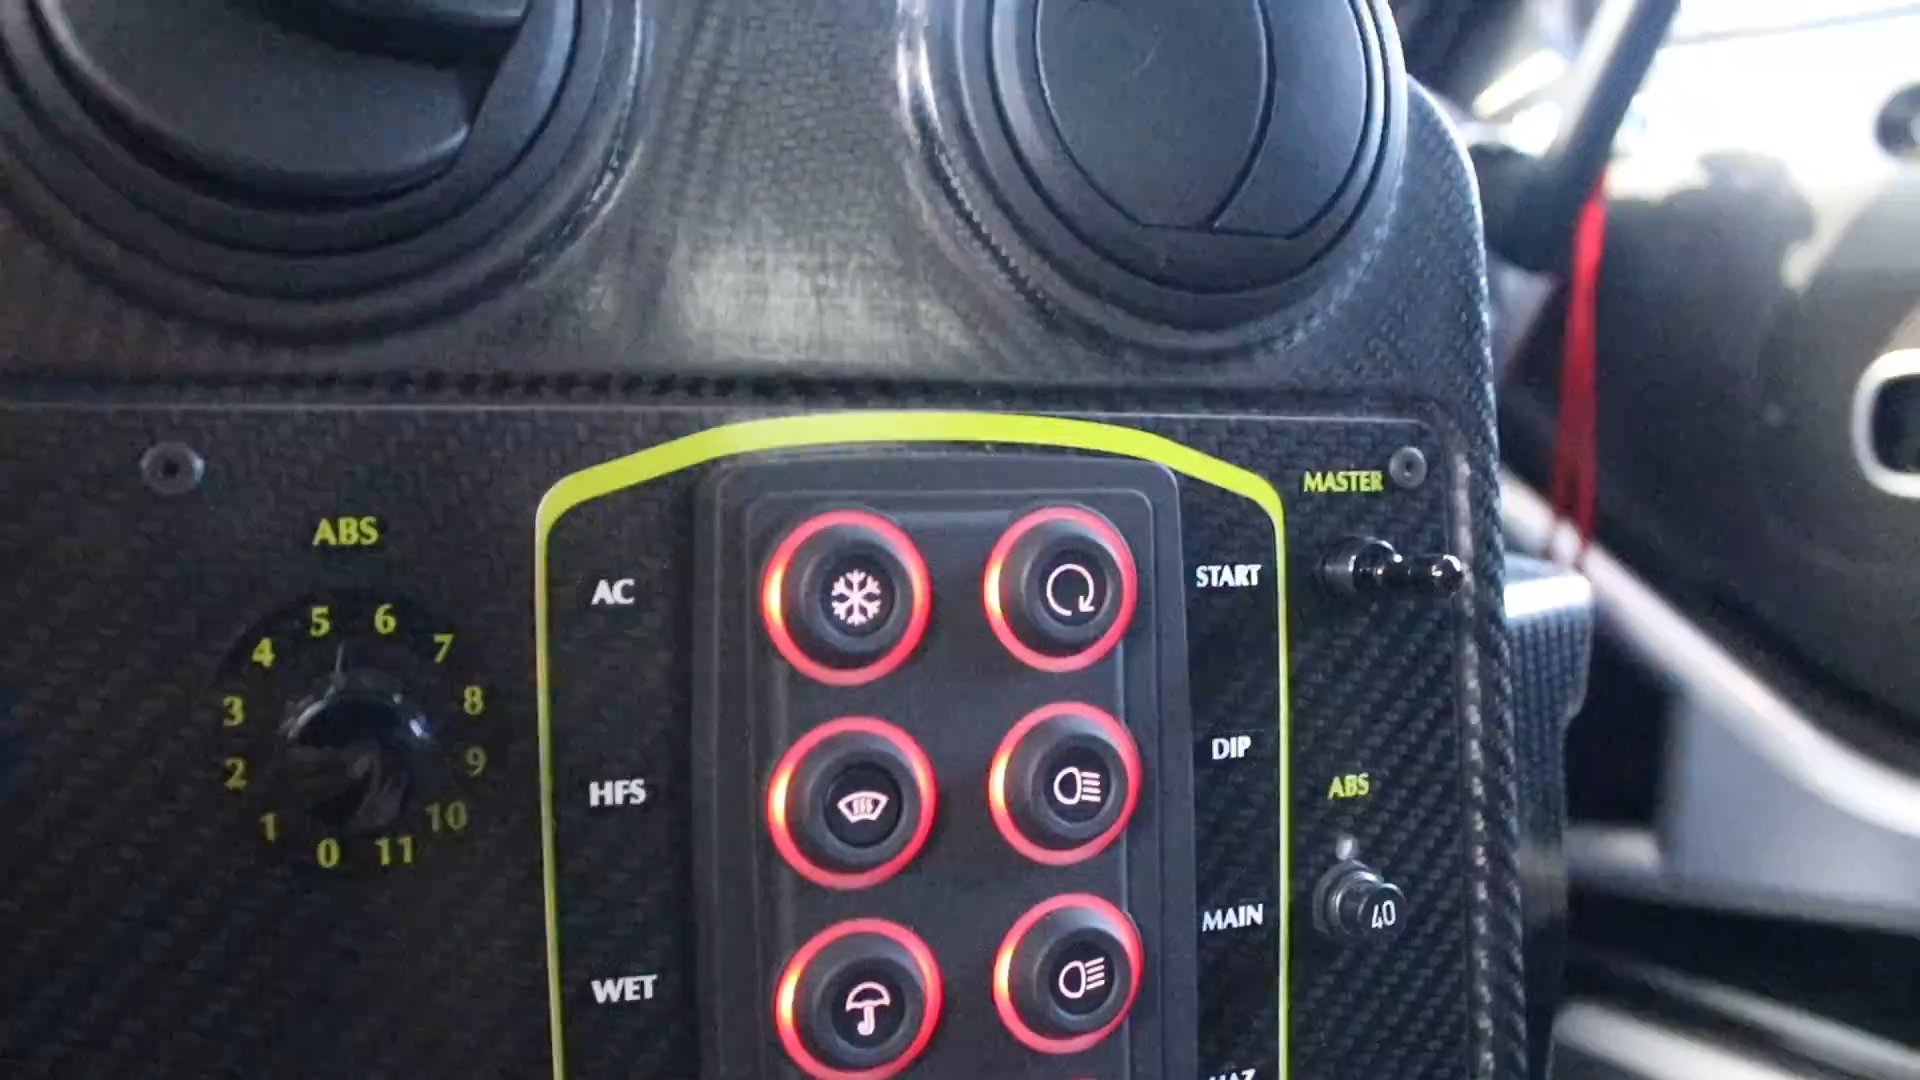 MASTER
ABS
5 6
4 7
3 8
2 9
1 10
0 11
AC
START
HFS
DIP
ABS
40
WET
MAIN